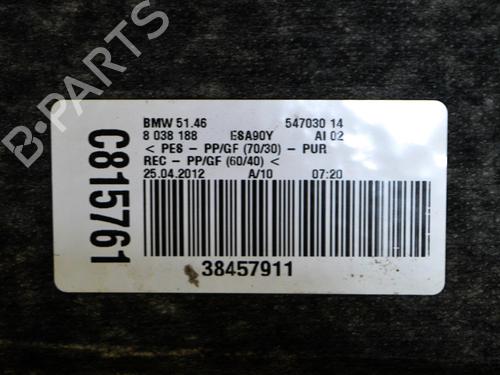 BMW 51.46 547030 14
8 038 188 E8A90Y AI 02
< PES - PP/GF (70/30) - PUR
REC - PP/GF (60/40) <
25.04.2012 A/10 07:20
38457911
C815761
B-PARTS